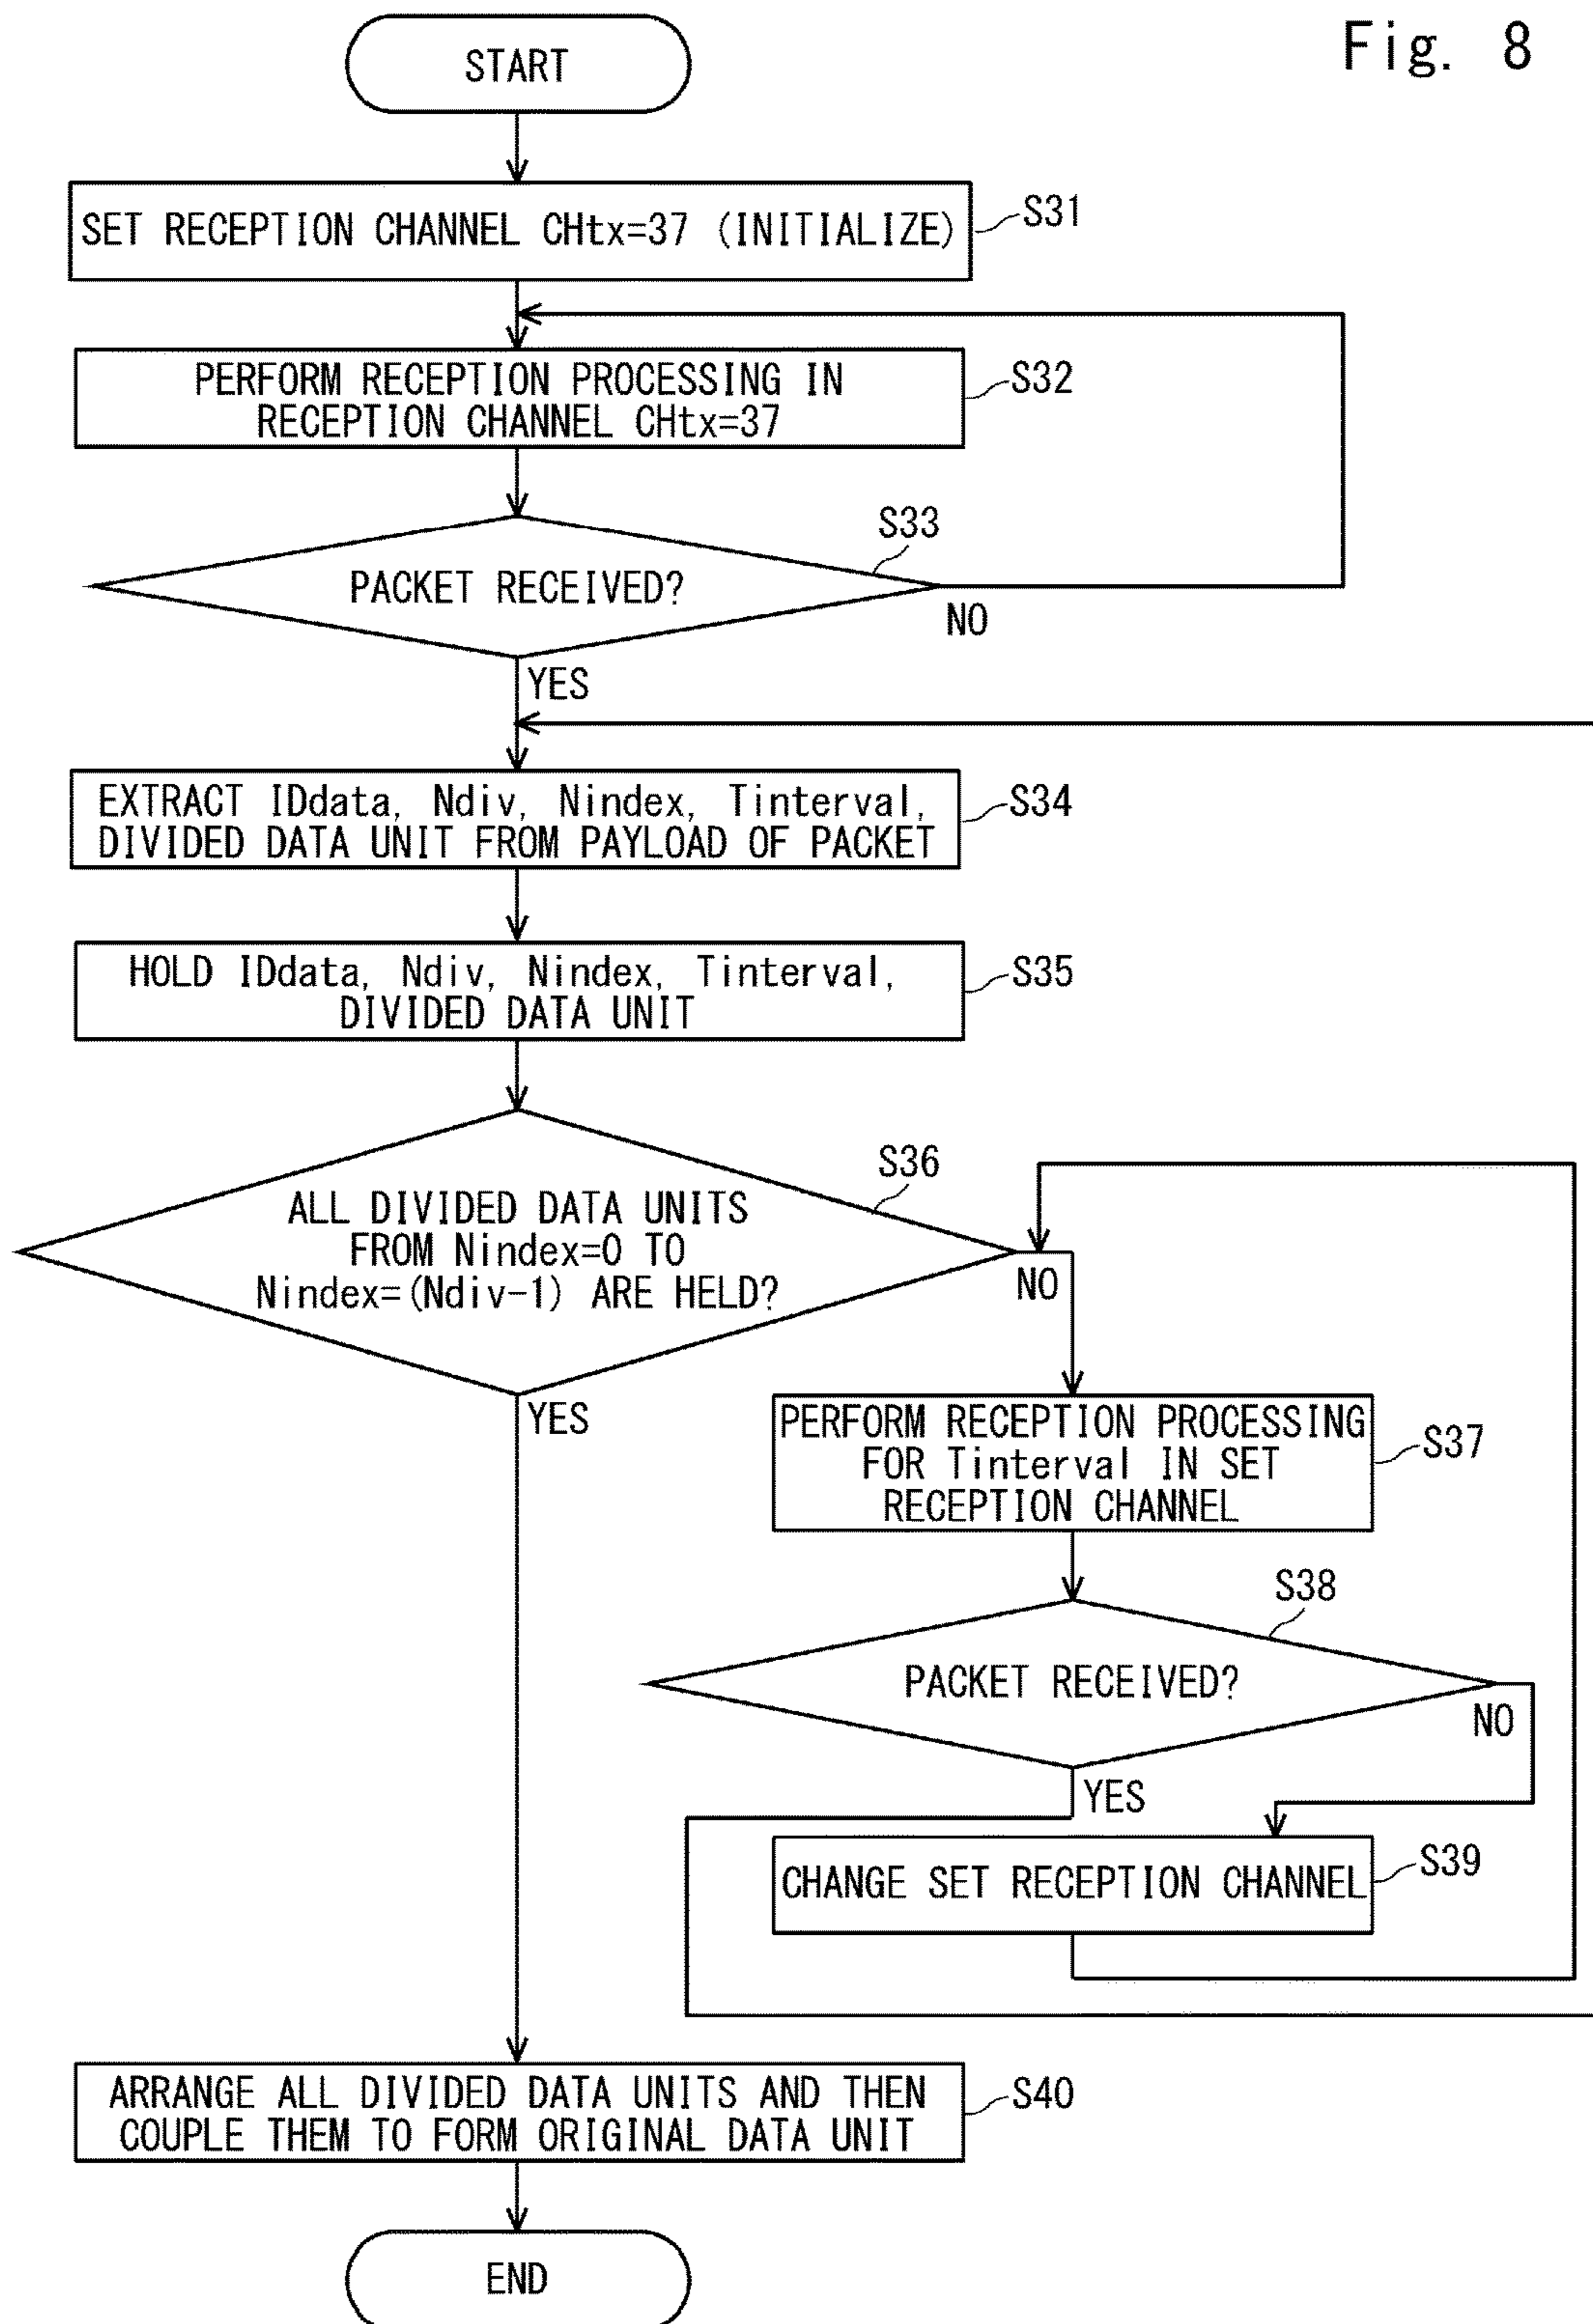 Fig. 8
START
SET RECEPTION CHANNEL CHtx=37 (INITIALIZE)
S31
PERFORM RECEPTION PROCESSING IN
RECEPTION CHANNEL CHtx=37
S32
S33
PACKET RECEIVED?
NO
YES
EXTRACT IDdata, Ndiv, Nindex, Tinterval,
DIVIDED DATA UNIT FROM PAYLOAD OF PACKET
S34
HOLD IDdata, Ndiv, Nindex, Tinterval,
DIVIDED DATA UNIT
S35
S36
ALL DIVIDED DATA UNITS
FROM Nindex=0 TO
Nindex=(Ndiv-1) ARE HELD?
NO
YES
PERFORM RECEPTION PROCESSING
FOR Tinterval IN SET
RECEPTION CHANNEL
S37
S38
PACKET RECEIVED?
NO
YES
CHANGE SET RECEPTION CHANNEL
S39
ARRANGE ALL DIVIDED DATA UNITS AND THEN
COUPLE THEM TO FORM ORIGINAL DATA UNIT
S40
END